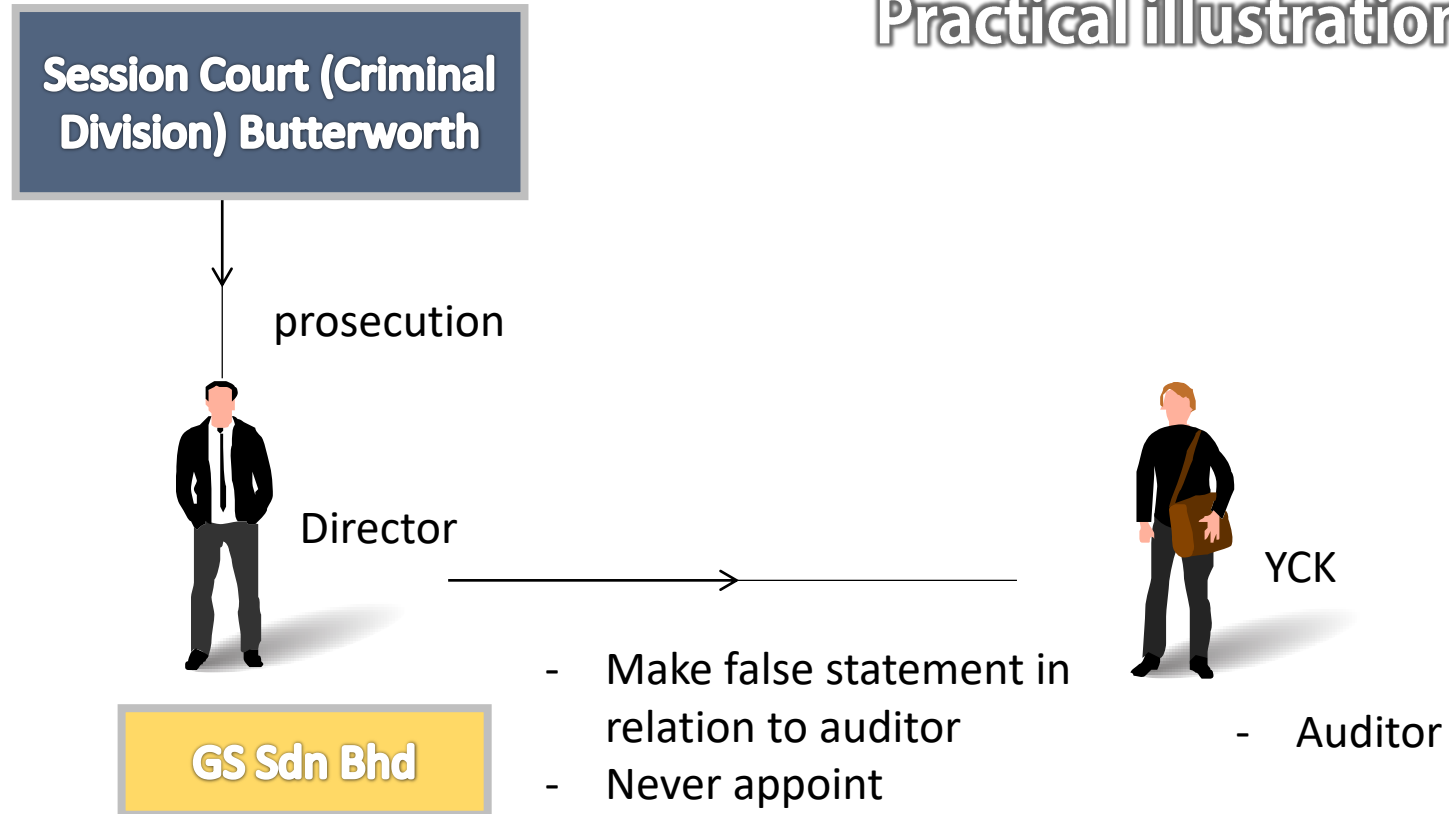 Practical illustration
Session Court (Criminal
Division) Butterworth
prosecution
Director
YCK
- Make false statement in
relation to auditor
- Never appoint
- Auditor
GS Sdn Bhd